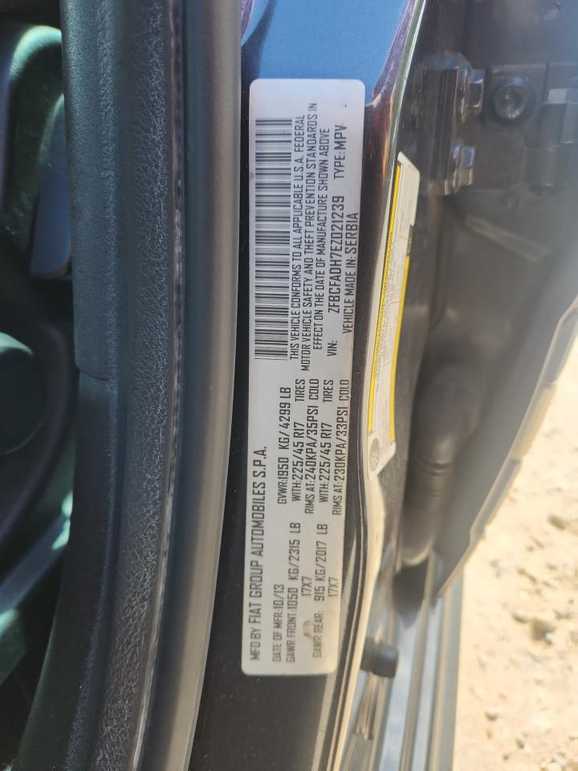 MFD BY FIAT GROUP AUTOMOBILES S.P.A.
DATE OF MFR:10/13
GVWR:1950 KG/4299 LB
GAWR FRONT:1050 KG/2315 LB
WITH:225/45 R17 TIRES
17X7 RIMS AT:240KPA/35PSI COLD
GAWR REAR: 915 KG/2017 LB
WITH:225/45 R17 TIRES
17X7 RIMS AT:230KPA/33PSI COLD
THIS VEHICLE CONFORMS TO ALL APPLICABLE U.S.A. FEDERAL
MOTOR VEHICLE SAFETY AND THEFT PREVENTION STANDARDS IN
EFFECT ON THE DATE OF MANUFACTURE SHOWN ABOVE
VIN: ZFBCFADH7EZ021239 TYPE: MPV
VEHICLE MADE IN: SERBIA